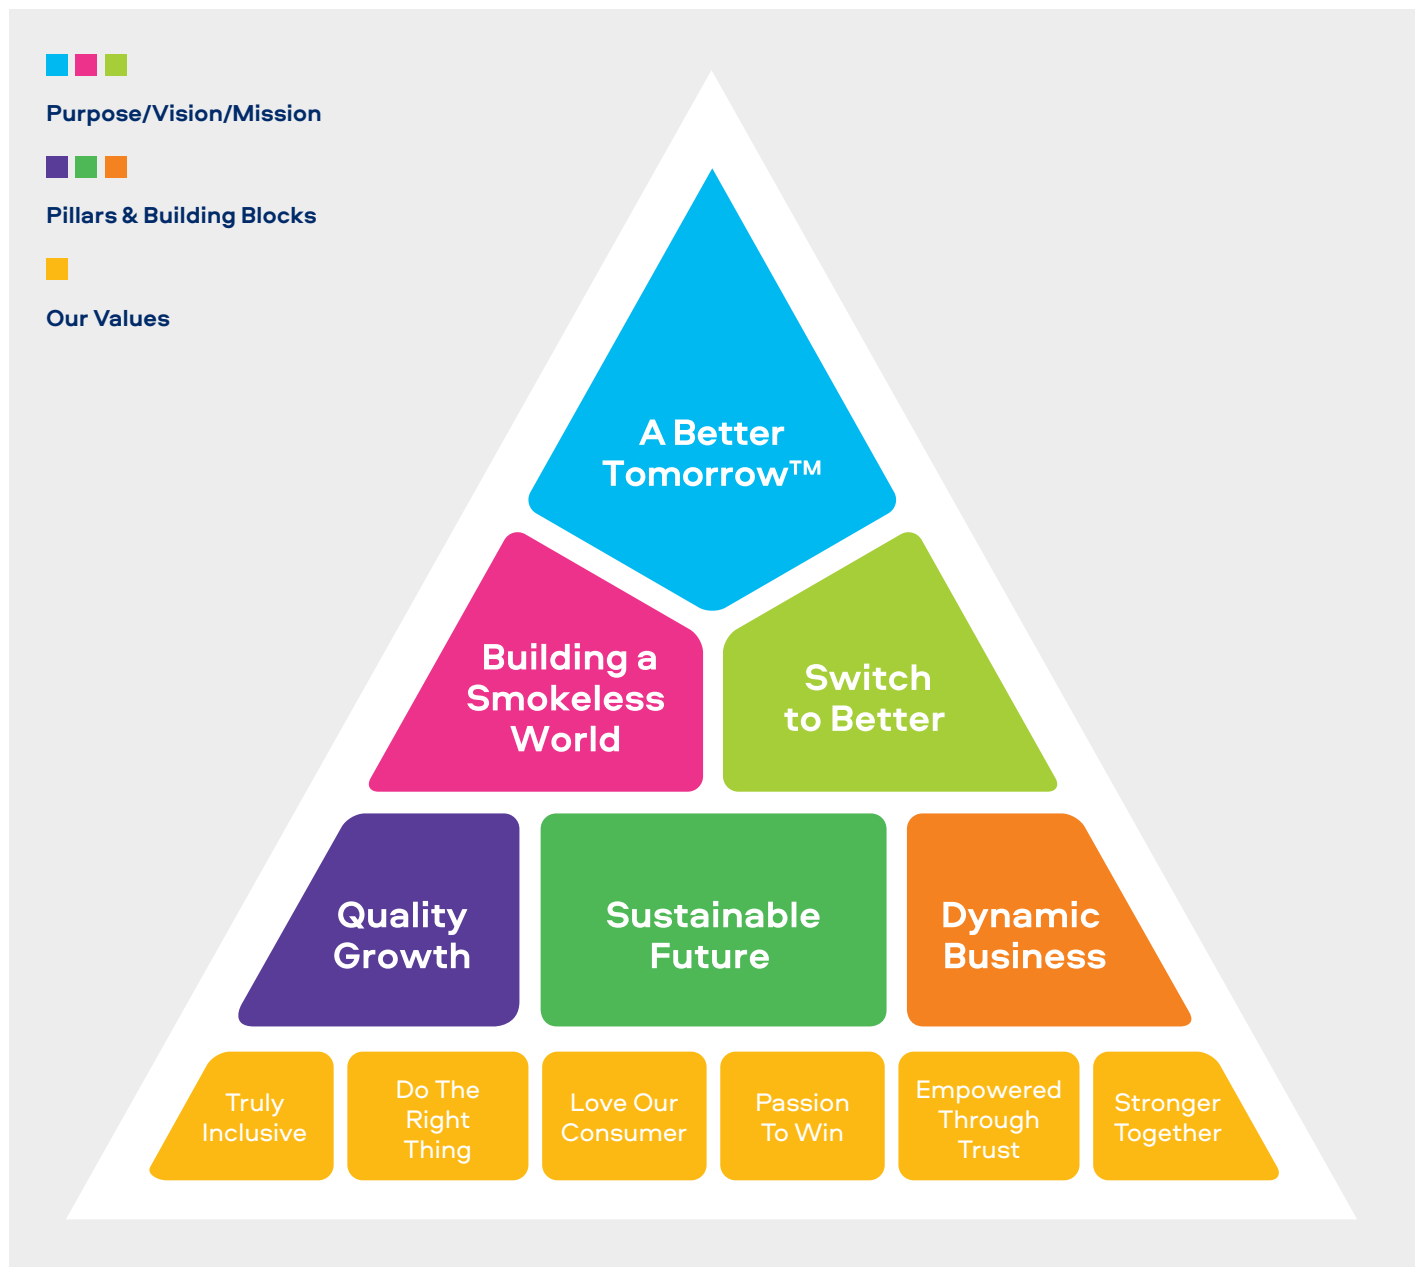 Purpose/Vision/Mission
Pillars & Building Blocks
Our Values
A Better
Tomorrow™
Building a
Smokeless
World
Switch
to Better
Quality
Growth
Sustainable
Future
Dynamic
Business
Truly
Inclusive
Do The
Right
Thing
Love Our
Consumer
Passion
To Win
Empowered
Through
Trust
Stronger
Together